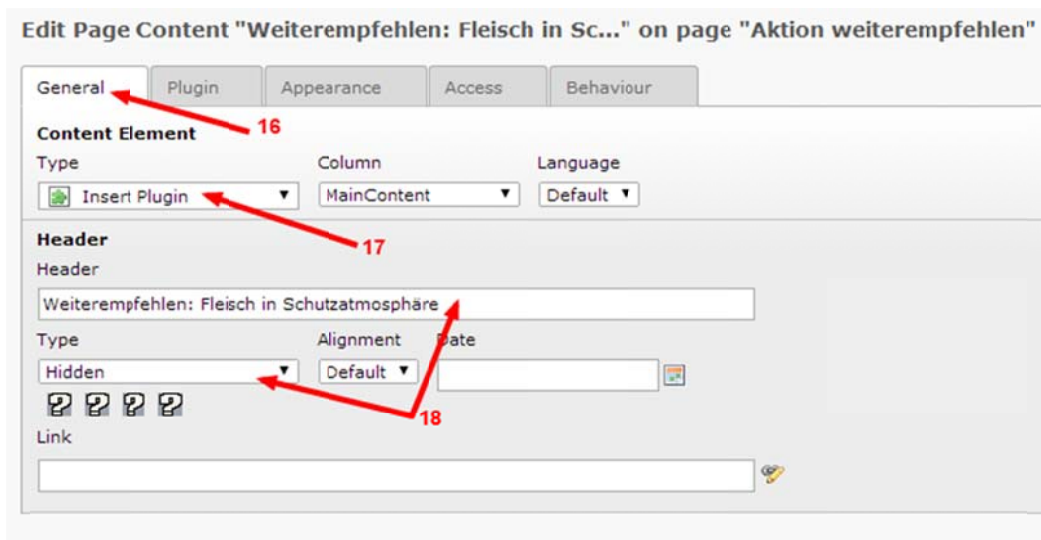 Edit Page Content "Weiterempfehlen: Fleisch in Sc..." on page "Aktion weiterempfehlen"
General Plugin Appearance Access Behaviour
16
Content Element
Type Column Language
Insert Plugin MainContent Default
17
Header
Header
Weiterempfehlen: Fleisch in Schutzatmosphäre
Type Alignment Date
Hidden Default
18
Link